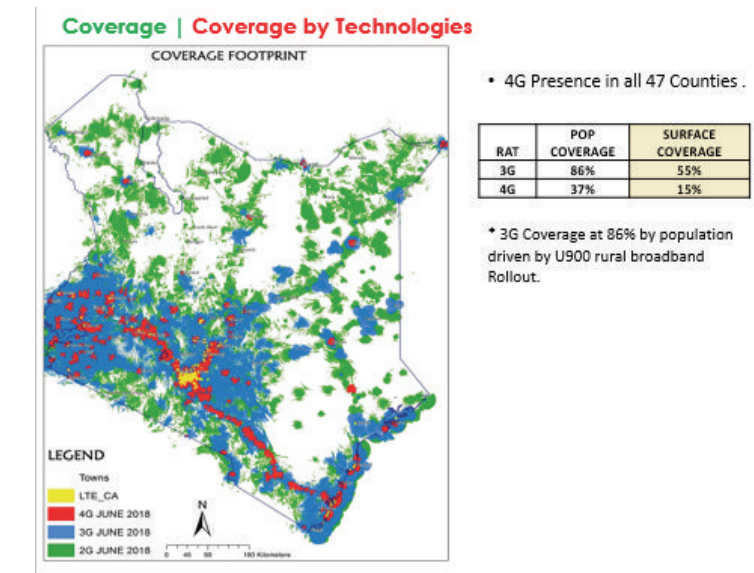 Coverage | Coverage by Technologies
COVERAGE FOOTPRINT
LEGEND
Towns
LTE_CA
4G JUNE 2018
3G JUNE 2018
2G JUNE 2018
N
0 45 90 180 Kilometers
• 4G Presence in all 47 Counties .
RAT POP COVERAGE SURFACE COVERAGE
3G 86% 55%
4G 37% 15%
* 3G Coverage at 86% by population
driven by U900 rural broadband
Rollout.